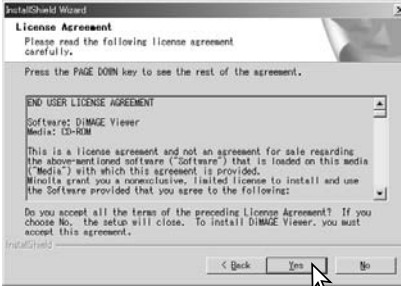 InstallShield Wizard
License Agreement
Please read the following license agreement
carefully.
Press the PAGE DOWN key to see the rest of the agreement.
END USER LICENSE AGREEMENT
Software: DiMAGE Viewer
Media: CD-ROM
This is a license agreement and not an agreement for sale regarding
the above-mentioned software ("Software") that is loaded on this media
("Media") with which this agreement is provided.
Minolta grant you a nonexclusive, limited license to install and use
the Software provided that you agree to the following:
Do you accept all the terms of the preceding License Agreement? If you
choose No, the setup will close. To install DiMAGE Viewer, you must
accept this agreement.
InstallShield
< Back Yes No